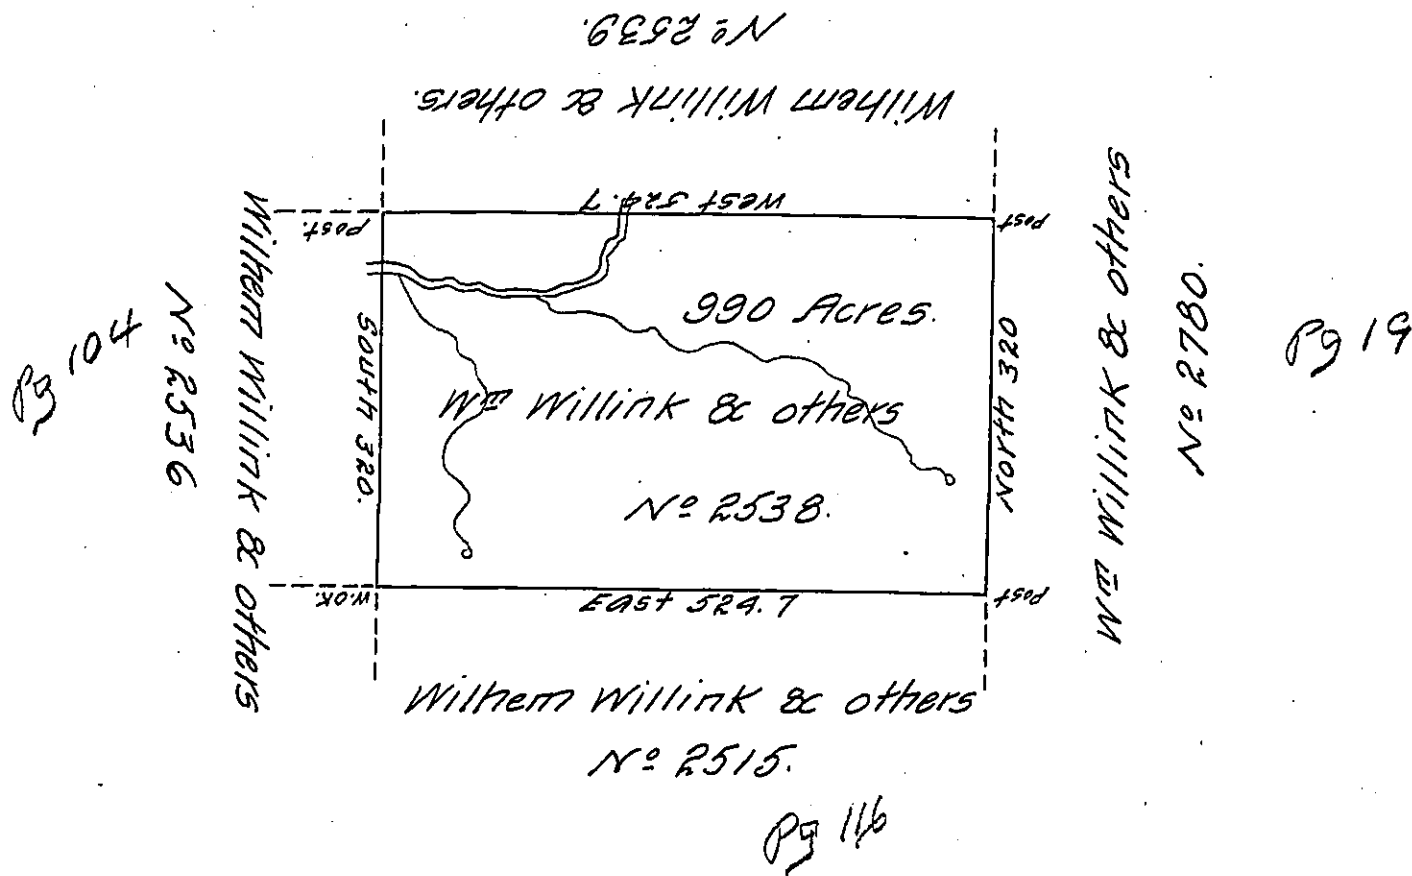 Nº 2539.
Wilhem Willink & others.
West 524.7
Post.
Post
Wilhem Willink & others
Nº 2536
Pg 104
South 320.
990 Acres.
Wm Willink & others
Nº 2538.
North 320
Wm Willink & others
Nº 2780.
Pg 19
W.OK
East 524.7
Post
Wilhem Willink & others
Nº 2515.
Pg 116